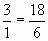 3/1 = 18/6